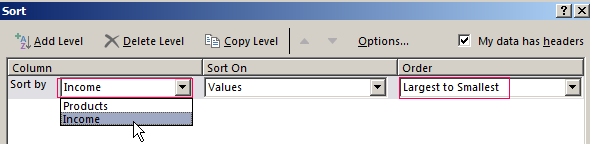 Sort
Add Level Delete Level Copy Level Options... My data has headers
Column Sort On Order
Sort by Income Values Largest to Smallest
Products
Income